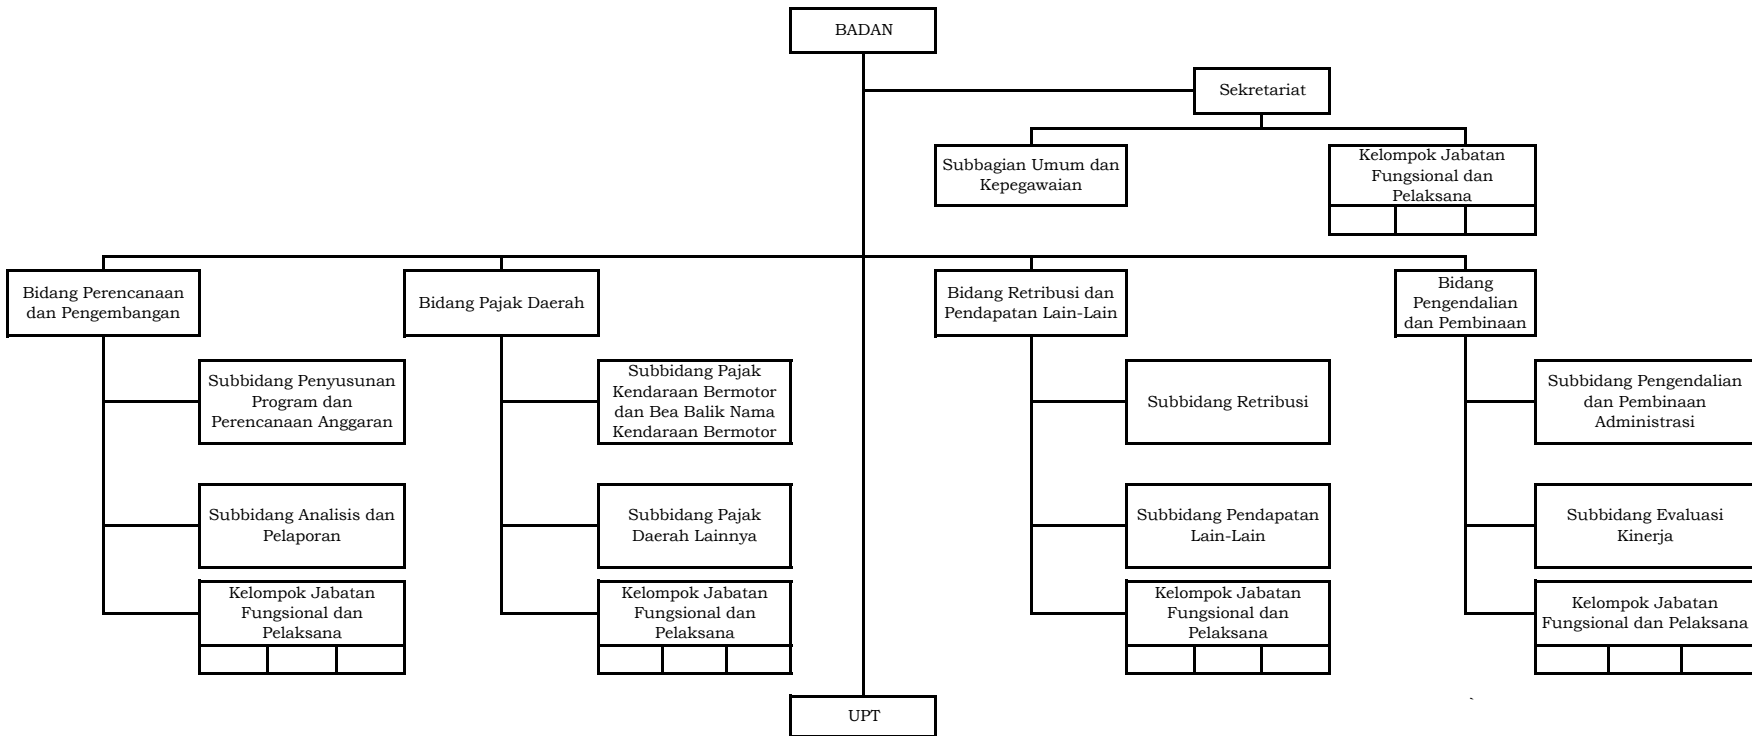 BADAN
Sekretariat
Subbagian Umum dan
Kepegawaian
Kelompok Jabatan
Fungsional dan
Pelaksana
Bidang Perencanaan
dan Pengembangan
Bidang Pajak Daerah
Bidang Retribusi dan
Pendapatan Lain-Lain
Bidang
Pengendalian
dan Pembinaan
Subbidang Penyusunan
Program dan
Perencanaan Anggaran
Subbidang Pajak
Kendaraan Bermotor
dan Bea Balik Nama
Kendaraan Bermotor
Subbidang Retribusi
Subbidang Pengendalian
dan Pembinaan
Administrasi
Subbidang Analisis dan
Pelaporan
Subbidang Pajak
Daerah Lainnya
Subbidang Pendapatan
Lain-Lain
Subbidang Evaluasi
Kinerja
Kelompok Jabatan
Fungsional dan
Pelaksana
Kelompok Jabatan
Fungsional dan
Pelaksana
Kelompok Jabatan
Fungsional dan
Pelaksana
Kelompok Jabatan
Fungsional dan Pelaksana
`
UPT